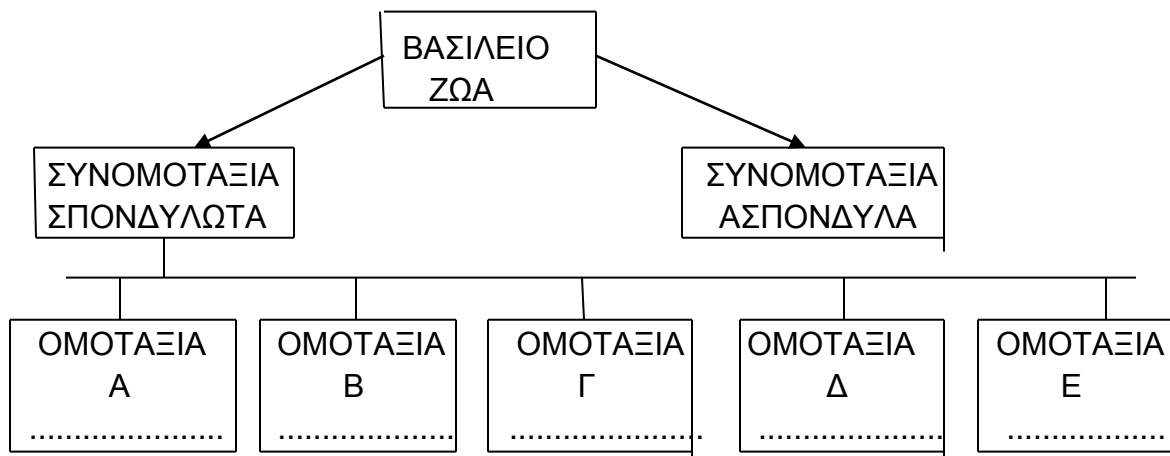 ΒΑΣΙΛΕΙΟ
ΖΩΑ
ΣΥΝΟΜΟΤΑΞΙΑ
ΣΠΟΝΔΥΛΩΤΑ
ΣΥΝΟΜΟΤΑΞΙΑ
ΑΣΠΟΝΔΥΛΑ
ΟΜΟΤΑΞΙΑ
Α
......................
ΟΜΟΤΑΞΙΑ
Β
....................
ΟΜΟΤΑΞΙΑ
Γ
......................
ΟΜΟΤΑΞΙΑ
Δ
.....................
ΟΜΟΤΑΞΙΑ
Ε
..................